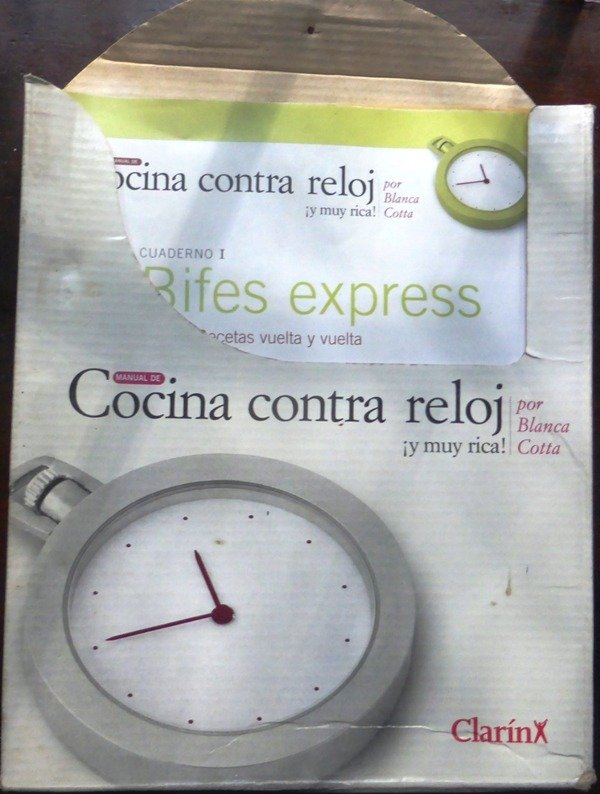 MANUAL DE
ocina contra reloj
por
Blanca
Cotta
¡y muy rica!
CUADERNO I
Bifes express
ecetas vuelta y vuelta
MANUAL DE
Cocina contra reloj
¡y muy rica!
por
Blanca
Cotta
Clarín